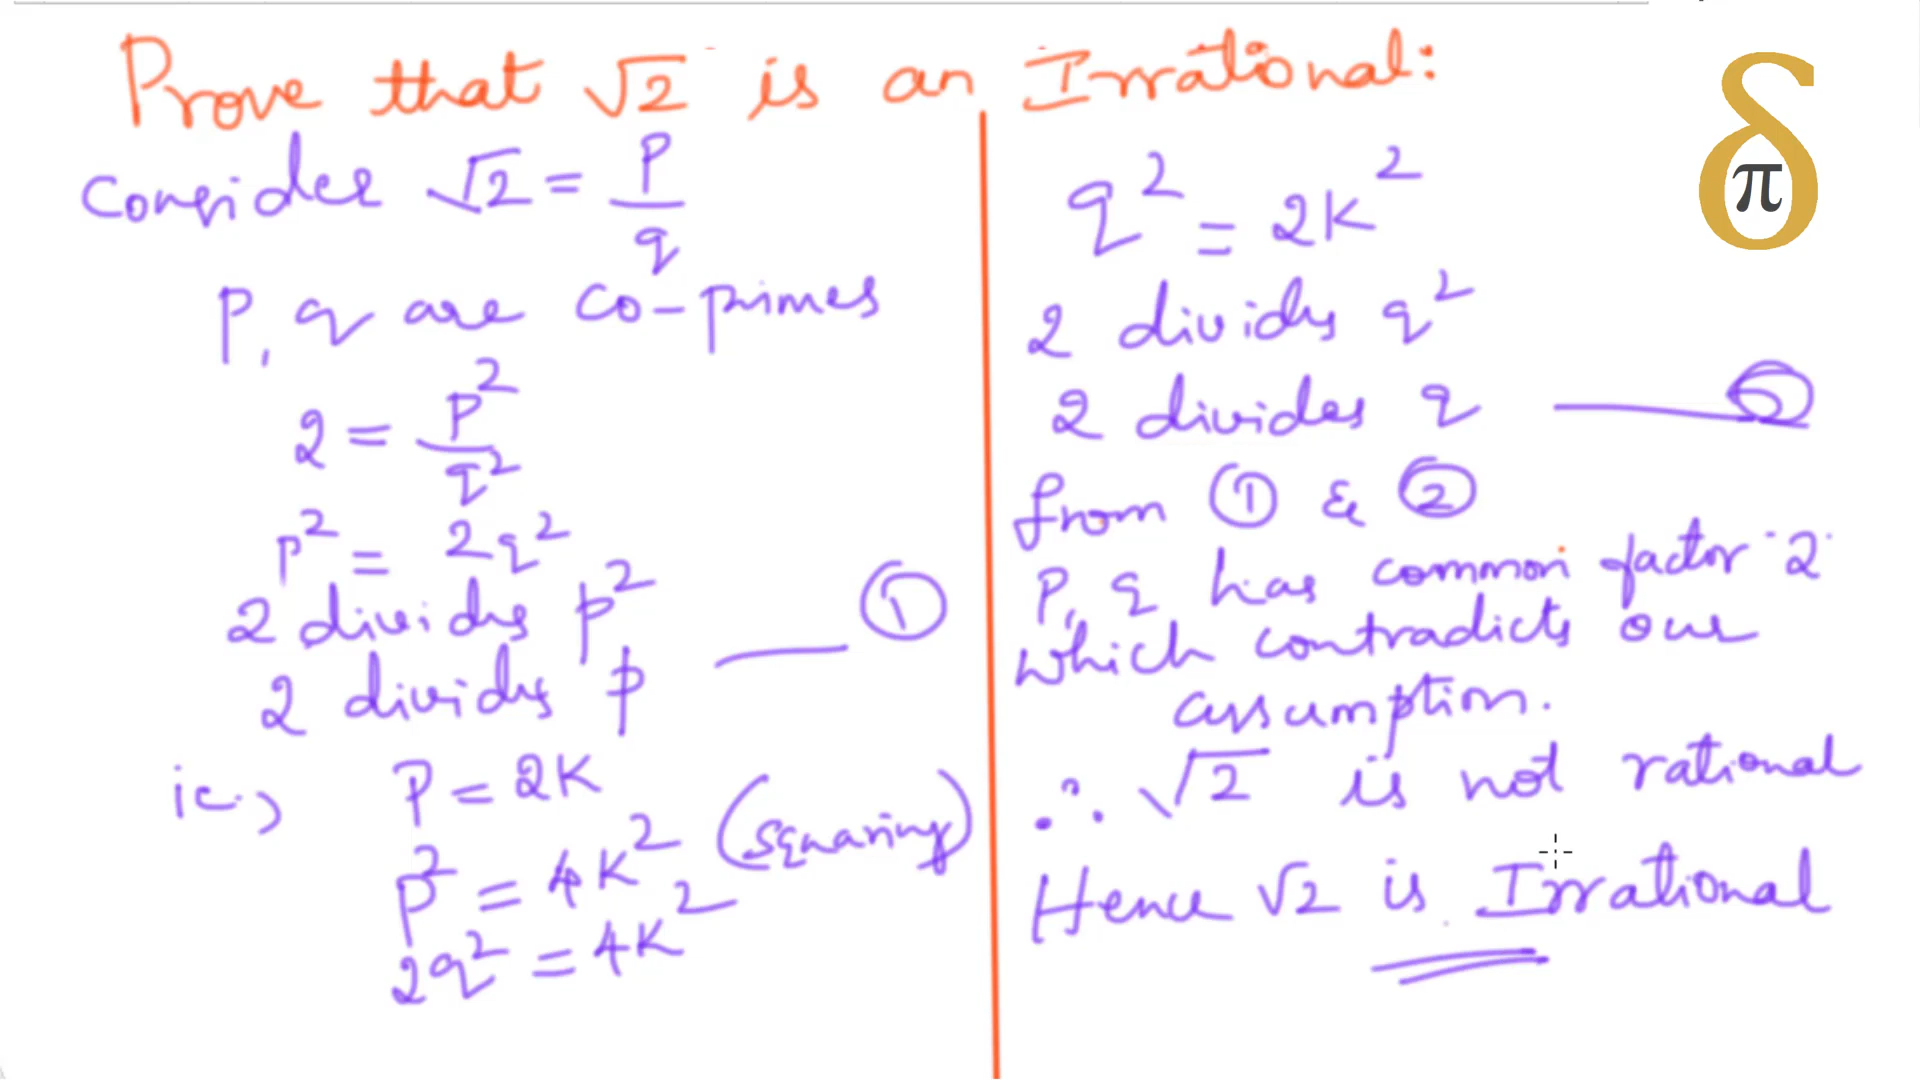 Prove that √2 is an Irrational:
Consider √2 = P/q
P, q are co-primes
2 = P²/q²
P² = 2q²
2 divides p²
2 divides p —— ①
ie., P = 2K
P² = 4K² (squaring)
2q² = 4K²
q² = 2K²
2 divids q²
2 divides q ——
from ① & ②
P, q has common factor 2
which contradicts our
assumption.
∴ √2 is not rational
Hence √2 is Irrational
δ
π